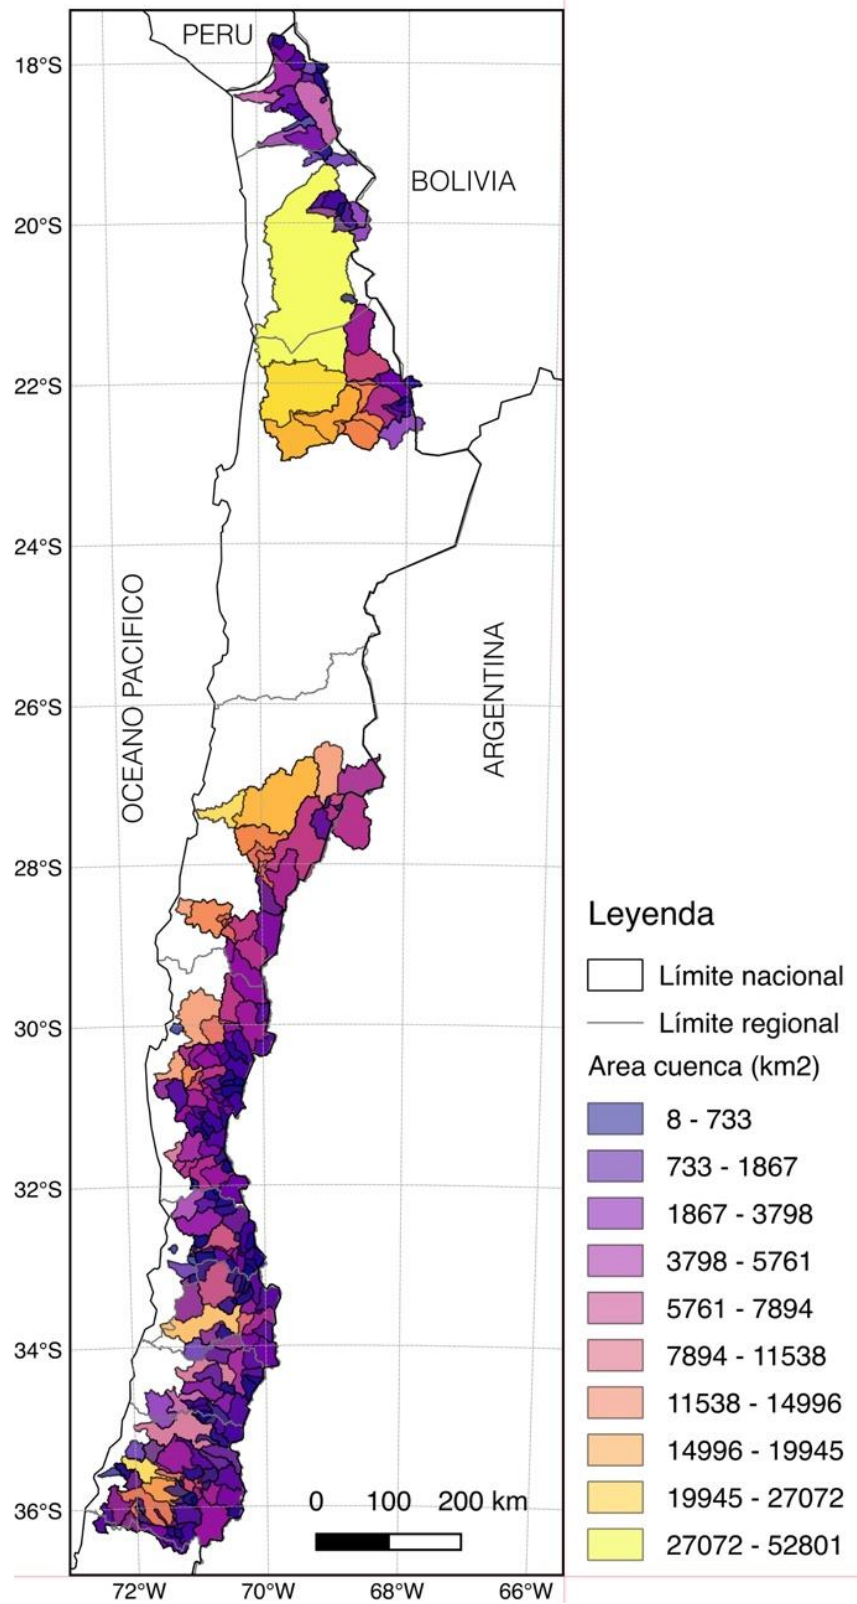 PERU
18°S
BOLIVIA
20°S
22°S
24°S
OCEANO PACIFICO
ARGENTINA
26°S
28°S
30°S
32°S
34°S
36°S
0 100 200 km
72°W 70°W 68°W 66°W
Leyenda
Límite nacional
Límite regional
Area cuenca (km2)
8 - 733
733 - 1867
1867 - 3798
3798 - 5761
5761 - 7894
7894 - 11538
11538 - 14996
14996 - 19945
19945 - 27072
27072 - 52801